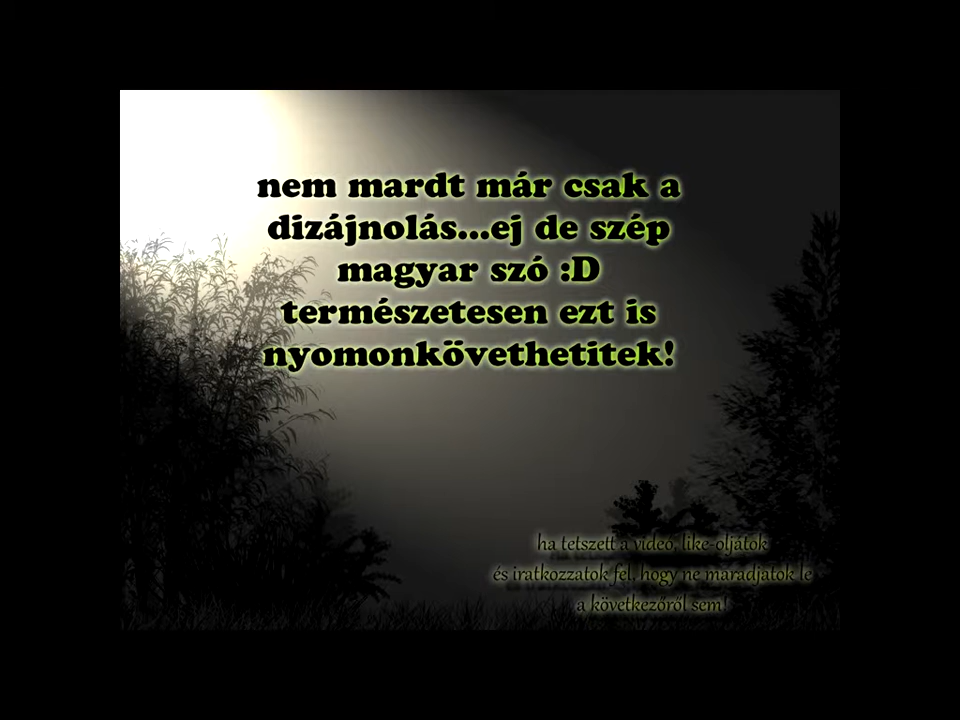 nem mardt már csak a
dizájnolás...ej de szép
magyar szó :D
természetesen ezt is
nyomonkövethetitek!
ha tetszett a videó, like-oljátok
és iratkozzatok fel, hogy ne maradjatok le
a következőről sem!